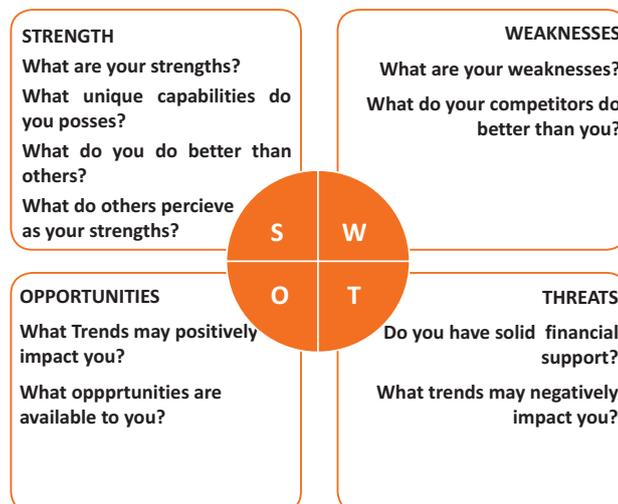 STRENGTH
What are your strengths?
What unique capabilities do
you posses?
What do you do better than
others?
What do others percieve
as your strengths?
WEAKNESSES
What are your weaknesses?
What do your competitors do
better than you?
S
W
O
T
OPPORTUNITIES
What Trends may positively
impact you?
What oppprtunities are
available to you?
THREATS
Do you have solid financial
support?
What trends may negatively
impact you?